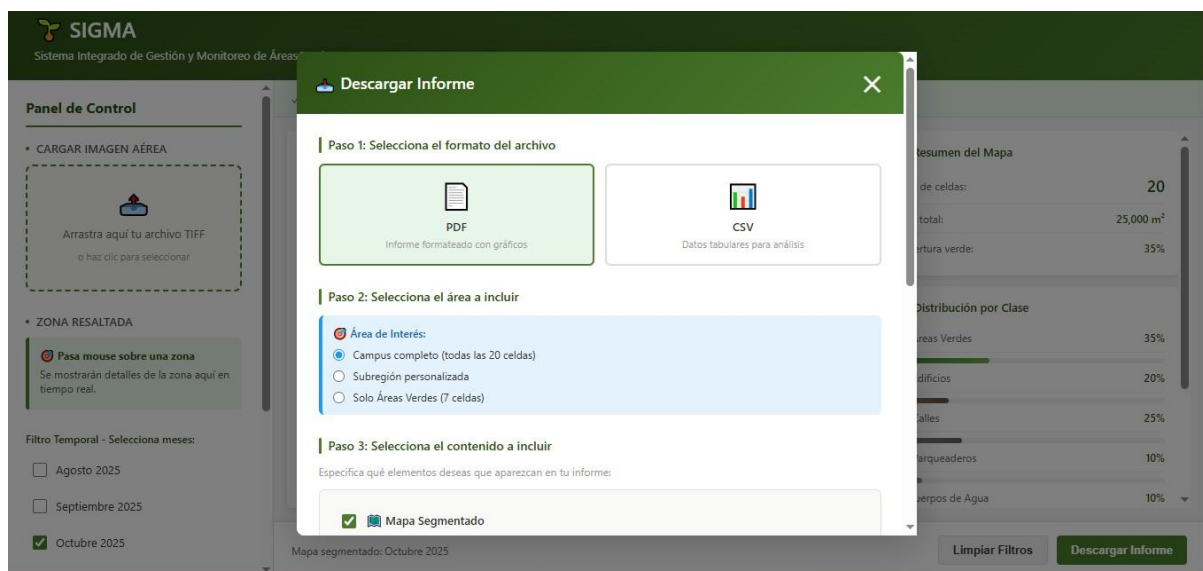 SIGMA
Sistema Integrado de Gestión y Monitoreo de Áreas
Panel de Control
• CARGAR IMAGEN AÉREA
Arrastra aquí tu archivo TIFF
o haz clic para seleccionar
• ZONA RESALTADA
Pasa mouse sobre una zona
Se mostrarán detalles de la zona aquí en
tiempo real.
Filtro Temporal - Selecciona meses:
Agosto 2025
Septiembre 2025
Octubre 2025
Descargar Informe
Paso 1: Selecciona el formato del archivo
PDF
Informe formateado con gráficos
CSV
Datos tabulares para análisis
Paso 2: Selecciona el área a incluir
Área de Interés:
Campus completo (todas las 20 celdas)
Subregión personalizada
Solo Áreas Verdes (7 celdas)
Paso 3: Selecciona el contenido a incluir
Especifica qué elementos deseas que aparezcan en tu informe:
Mapa Segmentado
del Mapa
de celdas: 20
total: 25,000 m²
verde: 35%
Distribución por Clase
Verdes 35%
20%
25%
10%
de Agua 10%
Mapa segmentado: Octubre 2025
Limpiar Filtros
Descargar Informe